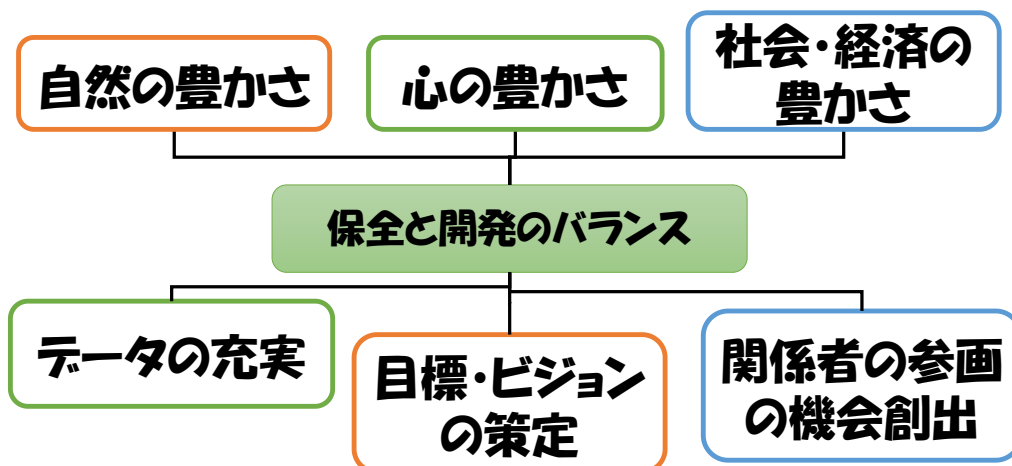 自然の豊かさ
心の豊かさ
社会・経済の
豊かさ
保全と開発のバランス
データの充実
目標・ビジョン
の策定
関係者の参画
の機会創出